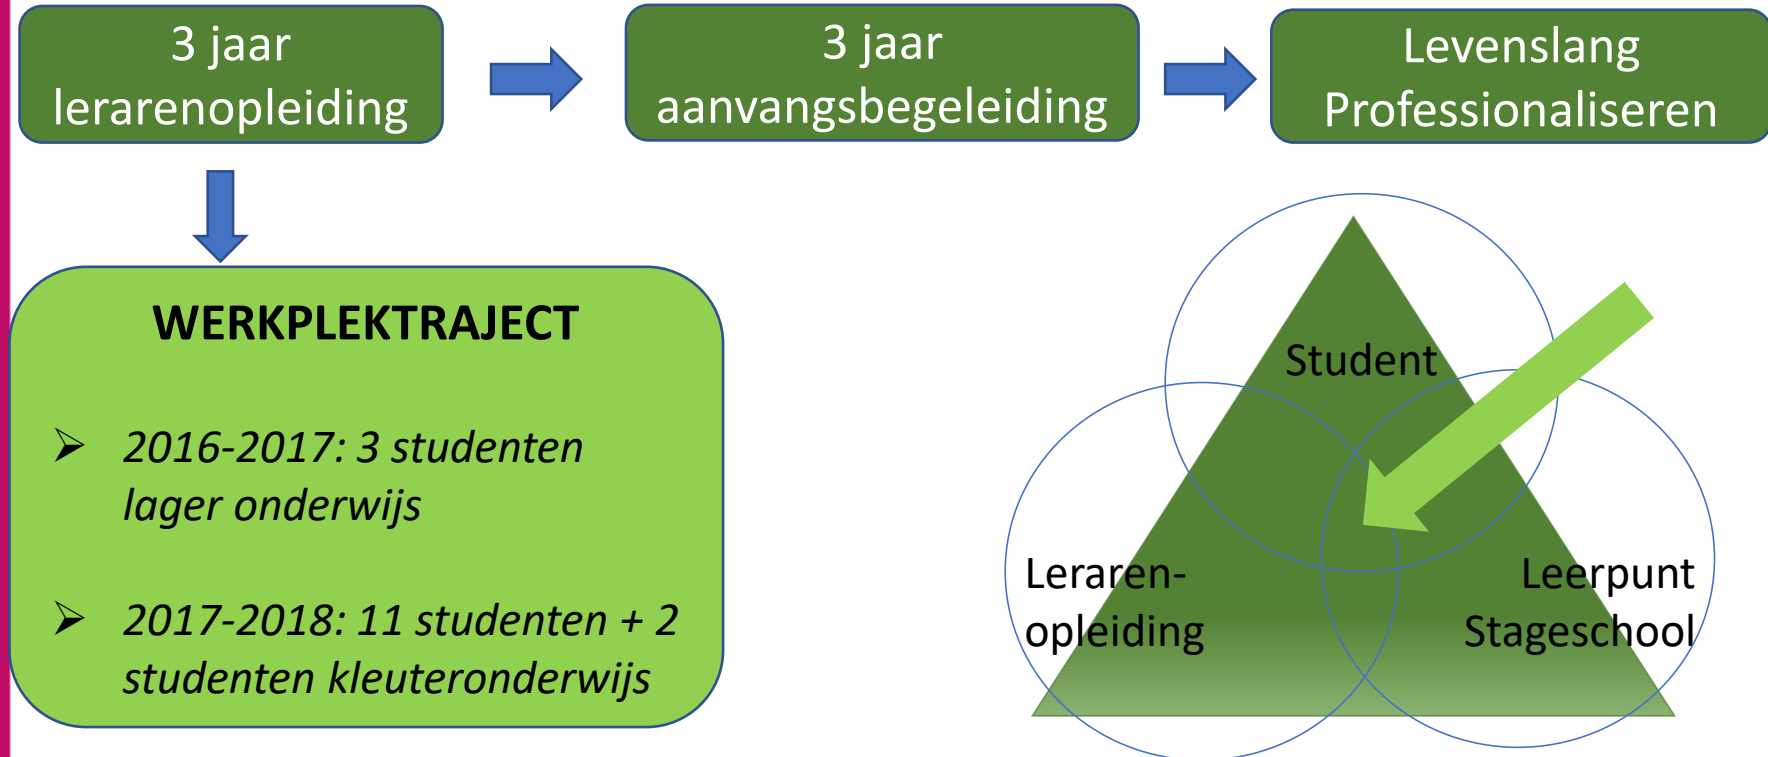 3 jaar
lerarenopleiding
3 jaar
aanvangsbegeleiding
Levenslang
Professionaliseren
WERKPLEKTRAJECT
➢ 2016-2017: 3 studenten
lager onderwijs
➢ 2017-2018: 11 studenten + 2
studenten kleuteronderwijs
Student
Leraren-
opleiding
Leerpunt
Stageschool